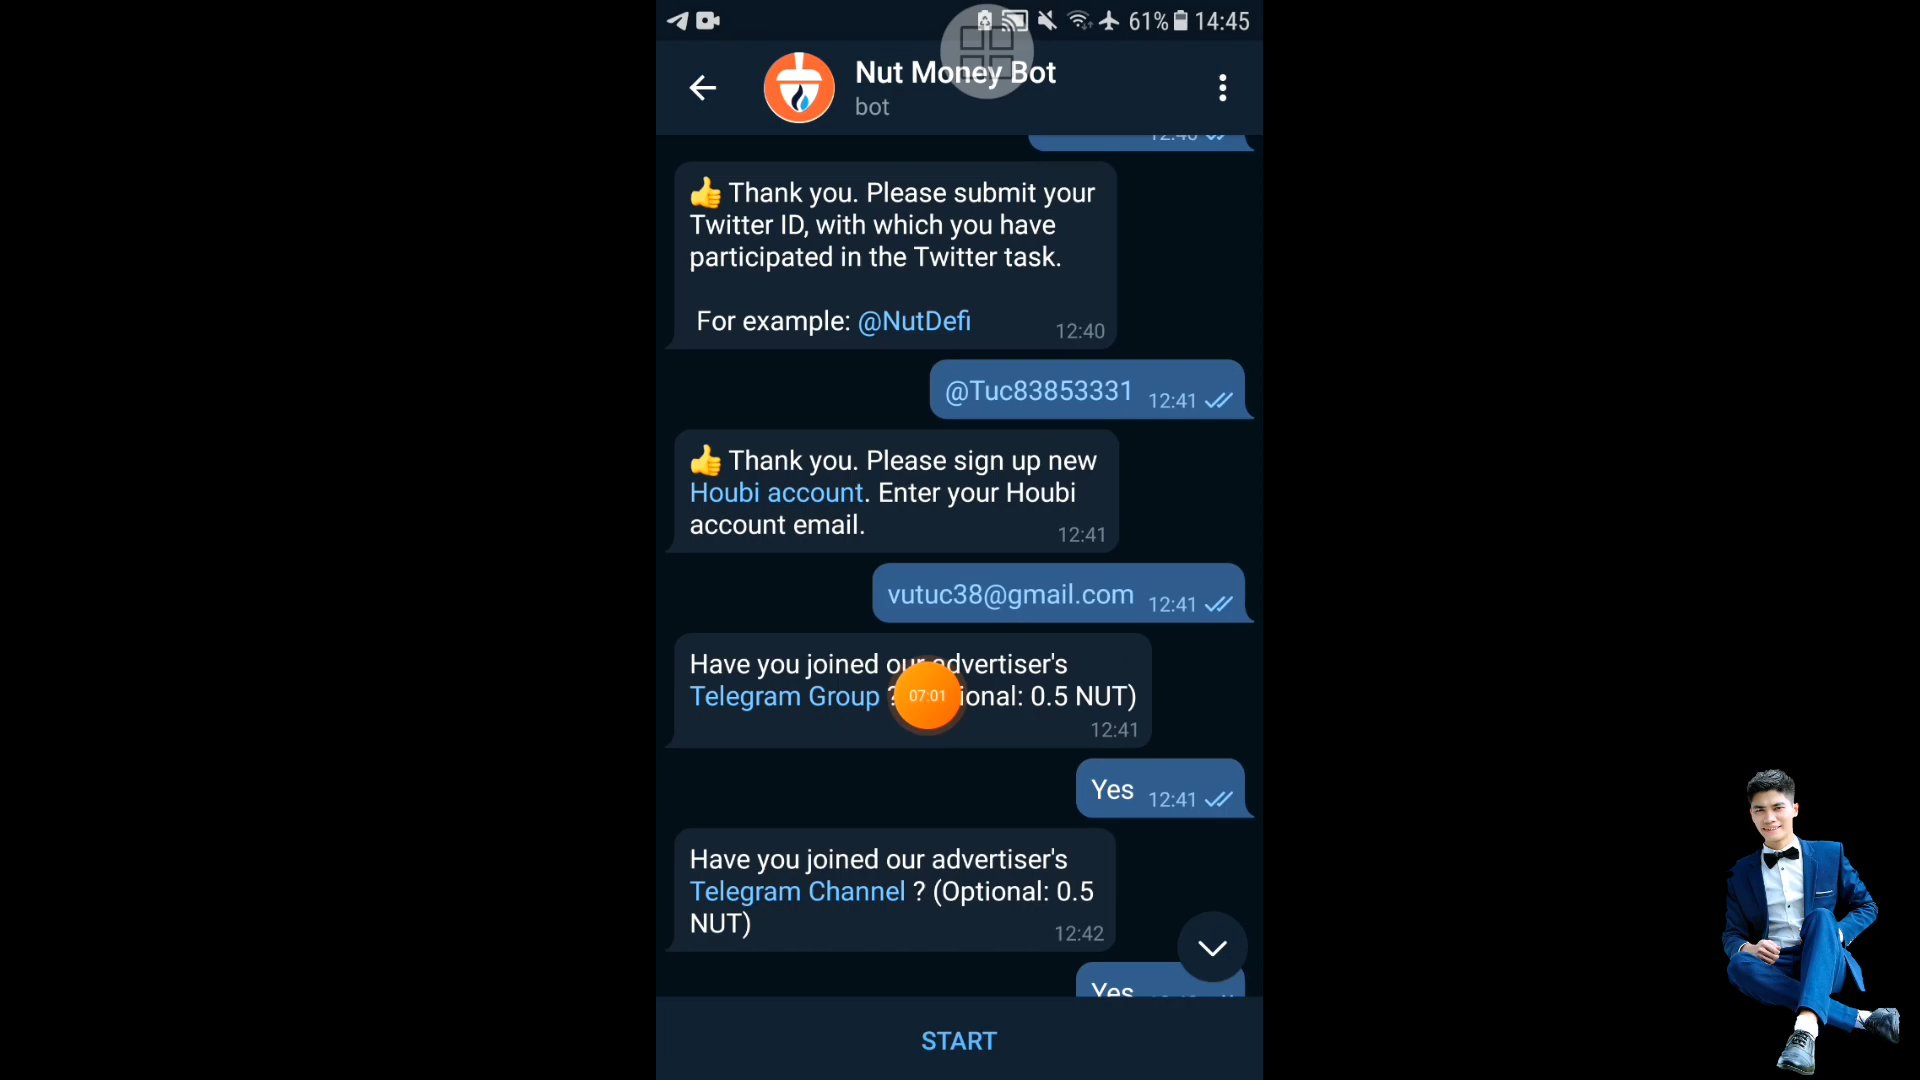 61% 14:45
Nut Money Bot
bot
12:40
👍 Thank you. Please submit your
Twitter ID, with which you have
participated in the Twitter task.
For example: @NutDefi
12:40
@Tuc83853331 12:41
👍 Thank you. Please sign up new
Houbi account. Enter your Houbi
account email.
12:41
vutuc38@gmail.com 12:41
Have you joined our advertiser's
Telegram Group ? ional: 0.5 NUT)
07:01
12:41
Yes 12:41
Have you joined our advertiser's
Telegram Channel ? (Optional: 0.5
NUT)
12:42
Yes
START